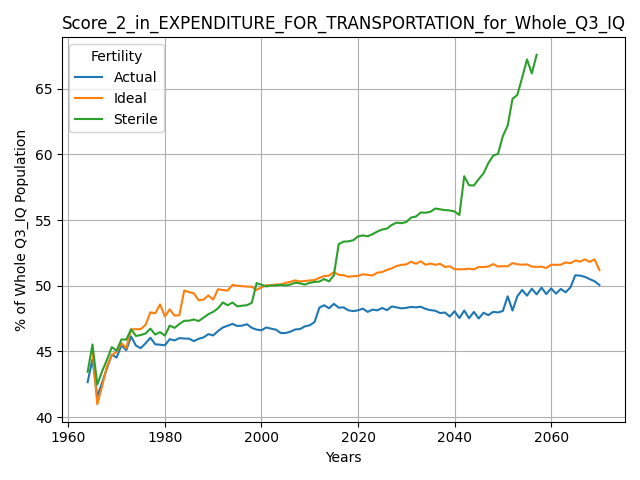 Score_2_in_EXPENDITURE_FOR_TRANSPORTATION_for_Whole_Q3_IQ
Fertility
Actual
Ideal
Sterile
% of Whole Q3_IQ Population
65
60
55
50
45
40
1960
1980
2000
2020
2040
2060
Years